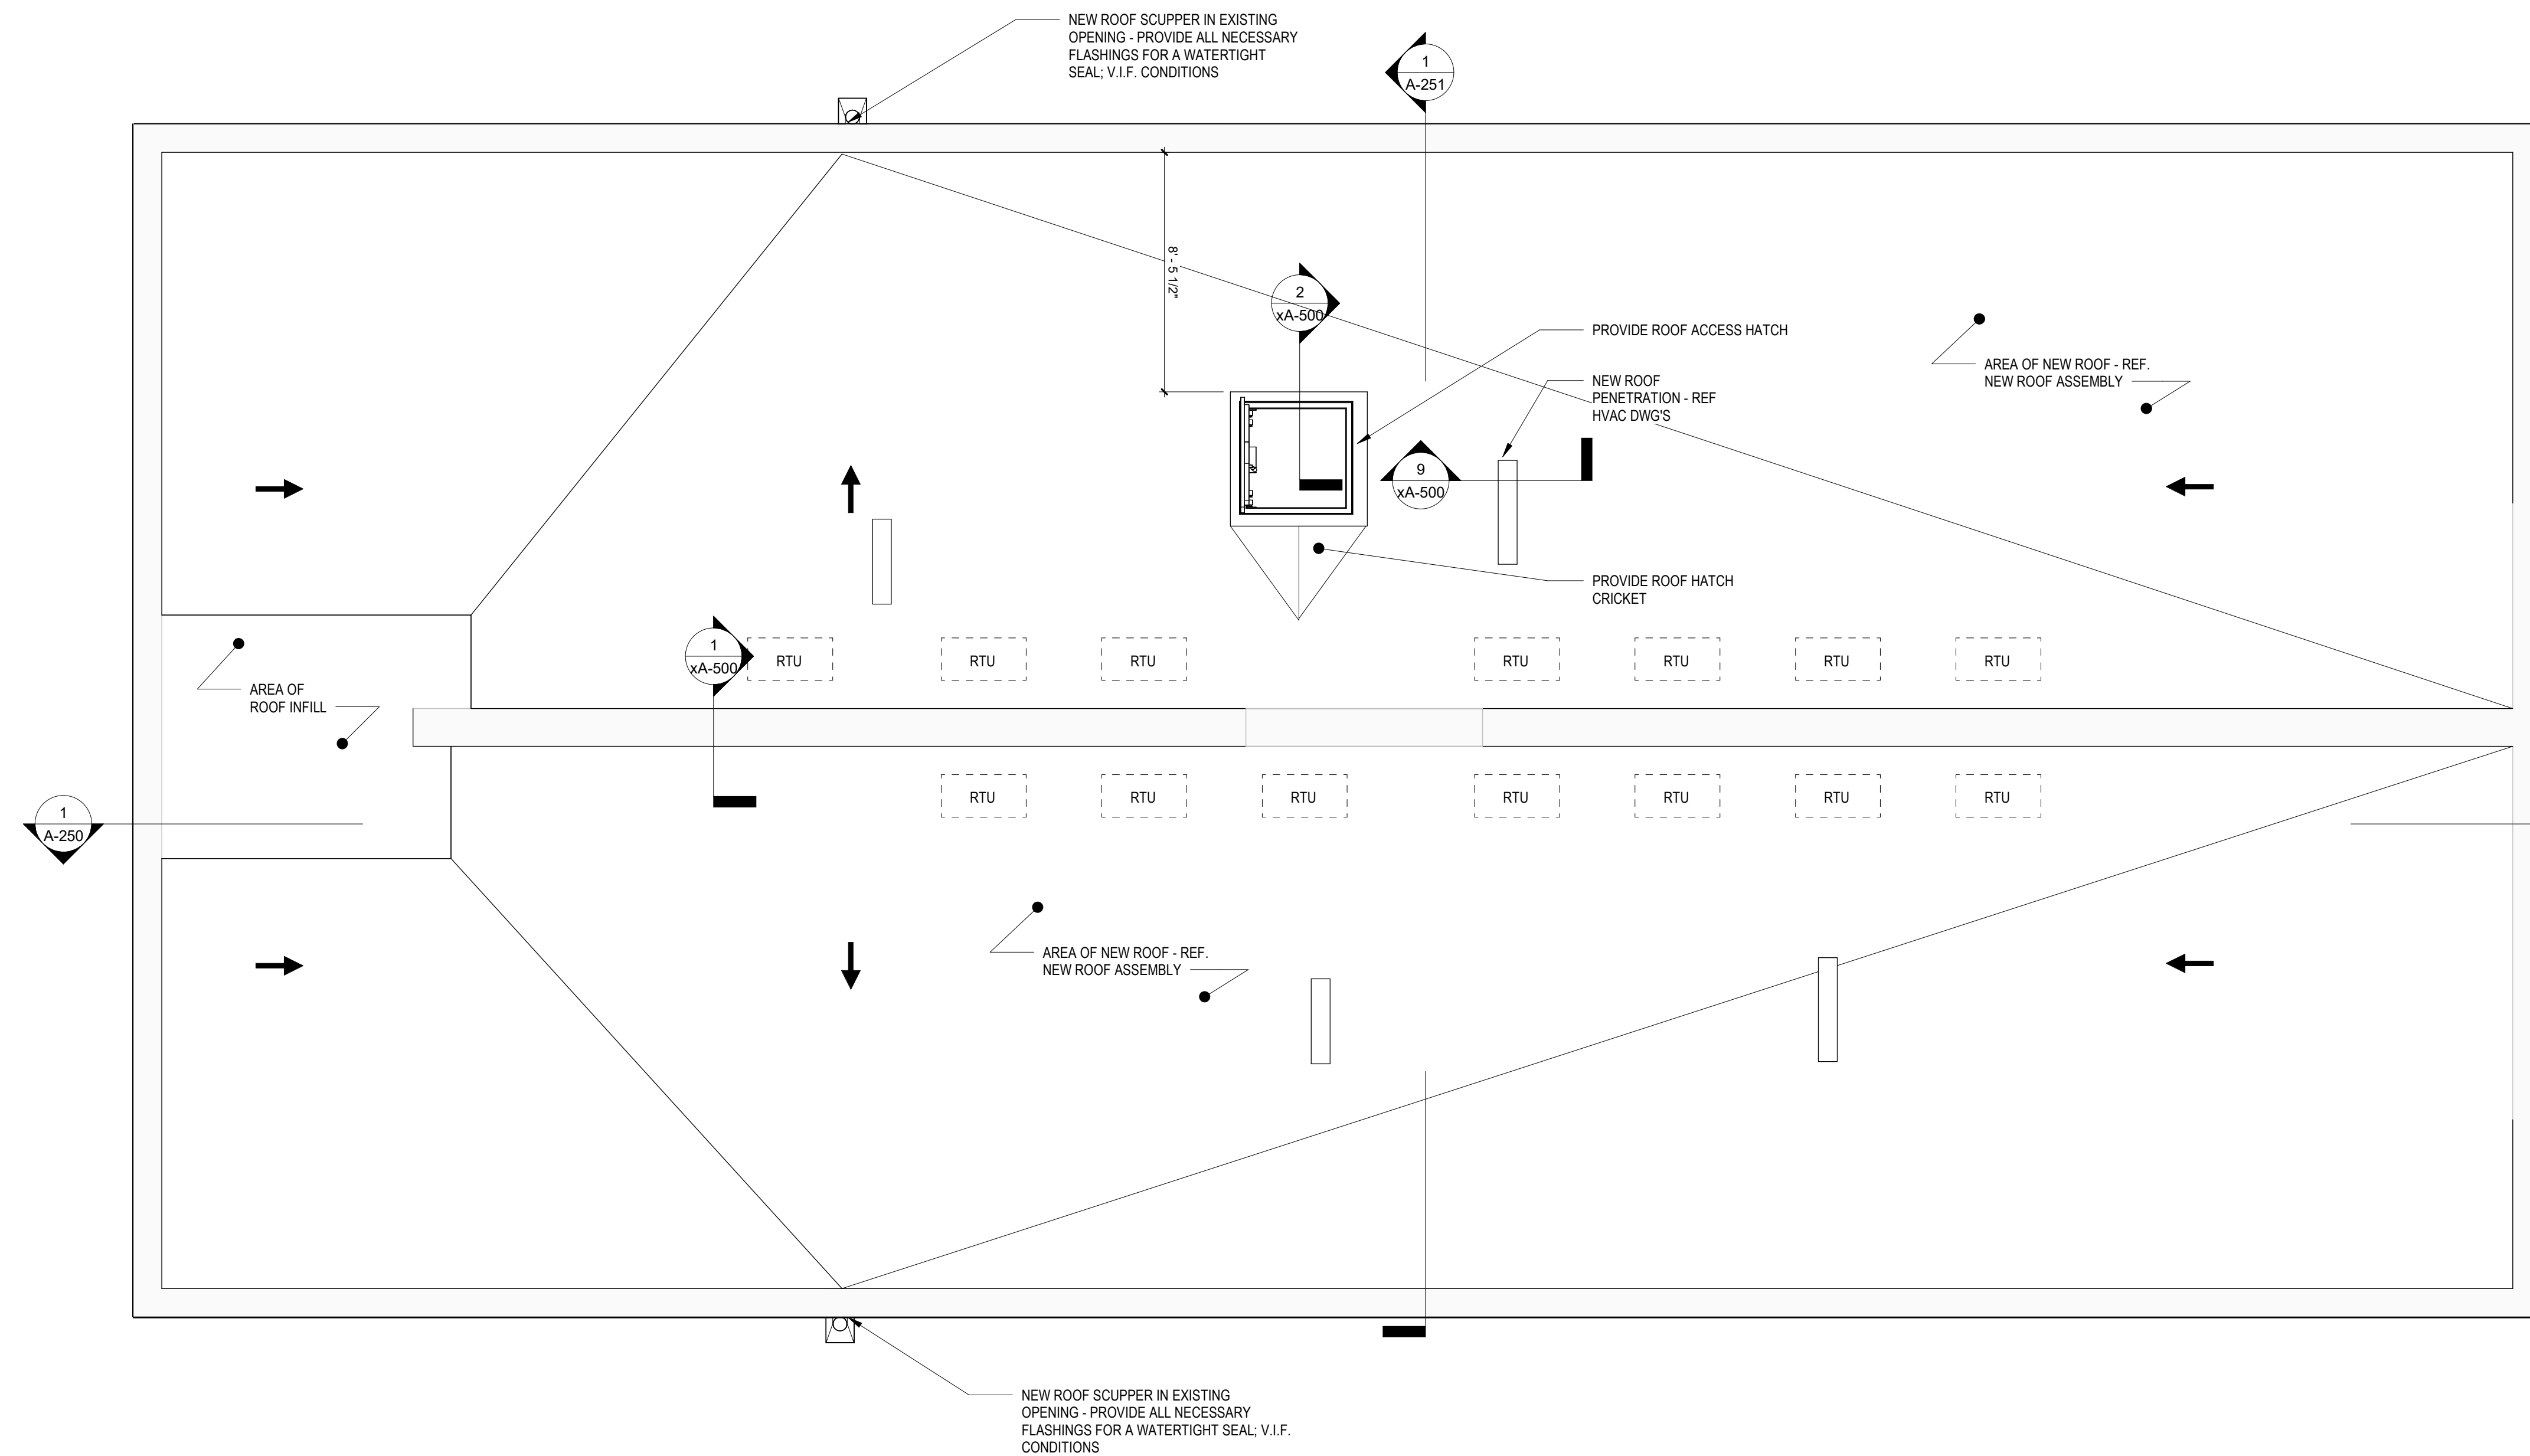 NEW ROOF SCUPPER IN EXISTING
OPENING - PROVIDE ALL NECESSARY
FLASHINGS FOR A WATERTIGHT
SEAL; V.I.F. CONDITIONS
1
A-251
8' - 5 1/2"
2
xA-500
PROVIDE ROOF ACCESS HATCH
AREA OF NEW ROOF - REF.
NEW ROOF ASSEMBLY
NEW ROOF
PENETRATION - REF
HVAC DWG'S
9
xA-500
PROVIDE ROOF HATCH
CRICKET
1
xA-500
RTU
RTU
RTU
RTU
RTU
RTU
RTU
AREA OF
ROOF INFILL
RTU
RTU
RTU
RTU
RTU
RTU
RTU
1
A-250
AREA OF NEW ROOF - REF.
NEW ROOF ASSEMBLY
NEW ROOF SCUPPER IN EXISTING
OPENING - PROVIDE ALL NECESSARY
FLASHINGS FOR A WATERTIGHT SEAL; V.I.F.
CONDITIONS